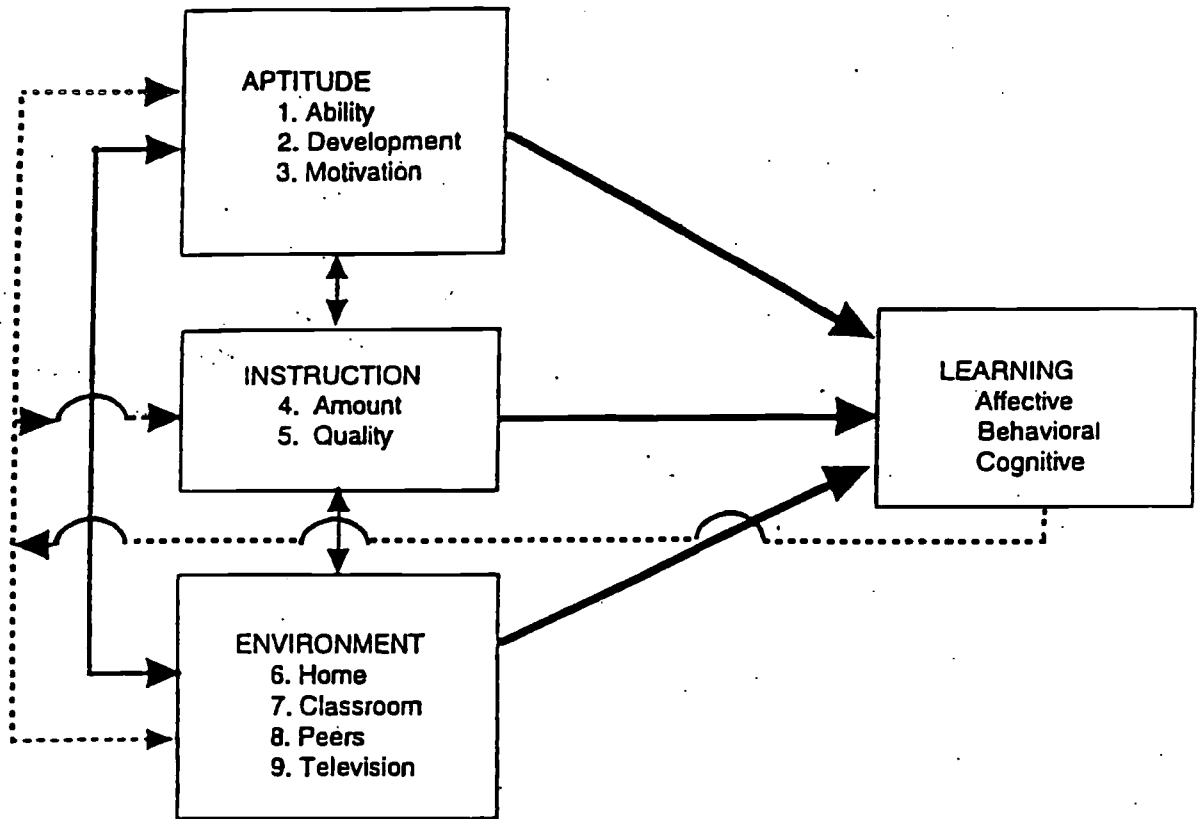 APTITUDE
1. Ability
2. Development
3. Motivation
INSTRUCTION
4. Amount
5. Quality
LEARNING
Affective
Behavioral
Cognitive
ENVIRONMENT
6. Home
7. Classroom
8. Peers
9. Television